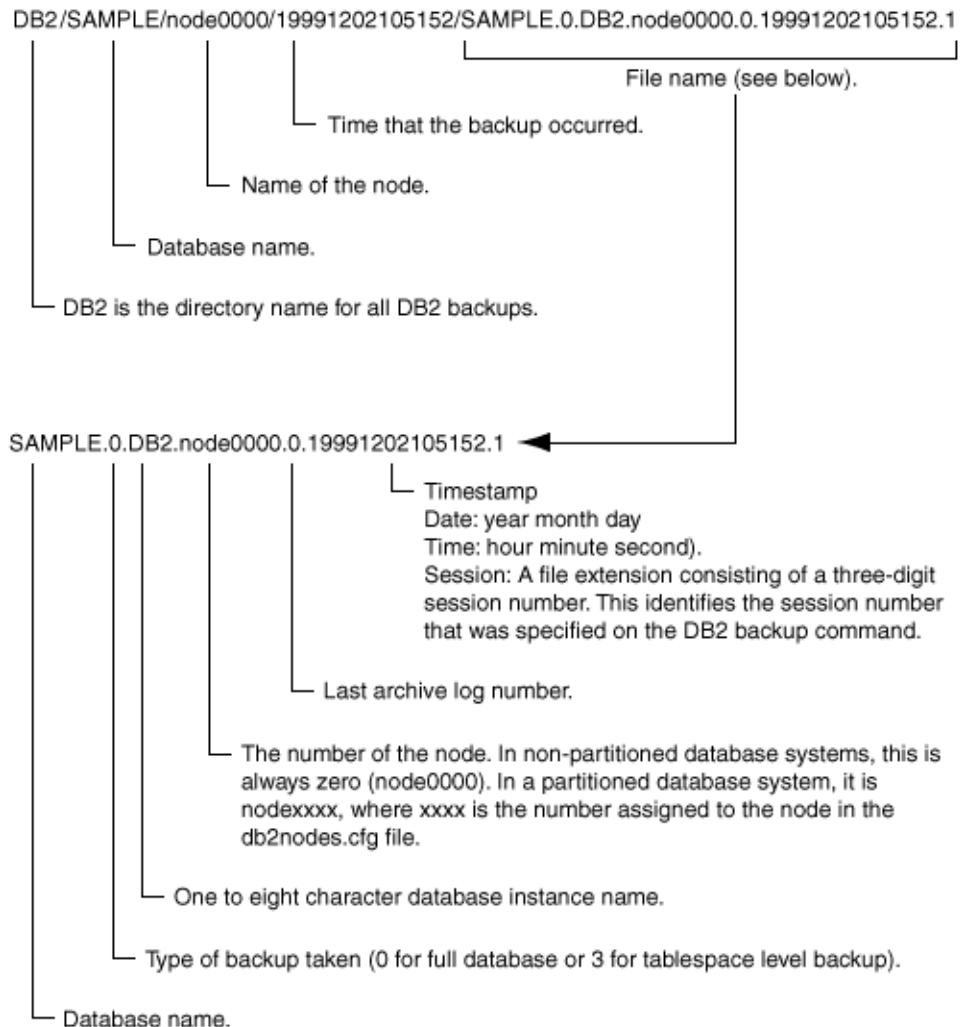 DB2/SAMPLE/node0000/19991202105152/SAMPLE.0.DB2.node0000.0.19991202105152.1
File name (see below).
Time that the backup occurred.
Name of the node.
Database name.
DB2 is the directory name for all DB2 backups.
SAMPLE.0.DB2.node0000.0.19991202105152.1
Timestamp
Date: year month day
Time: hour minute second).
Session: A file extension consisting of a three-digit
session number. This identifies the session number
that was specified on the DB2 backup command.
Last archive log number.
The number of the node. In non-partitioned database systems, this is
always zero (node0000). In a partitioned database system, it is
nodexxxx, where xxxx is the number assigned to the node in the
db2nodes.cfg file.
One to eight character database instance name.
Type of backup taken (0 for full database or 3 for tablespace level backup).
Database name.